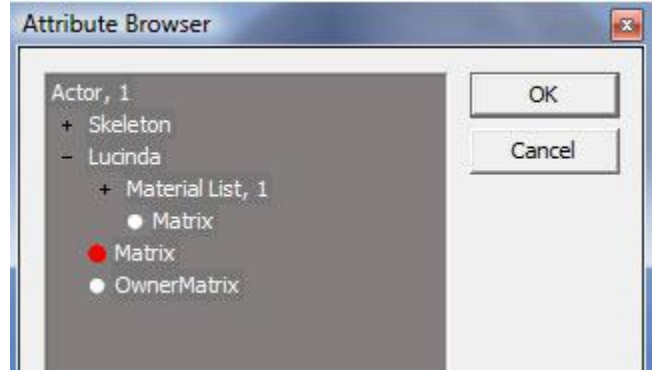 Attribute Browser
Actor, 1
+ Skeleton
- Lucinda
+ Material List, 1
Matrix
Matrix
OwnerMatrix
OK
Cancel